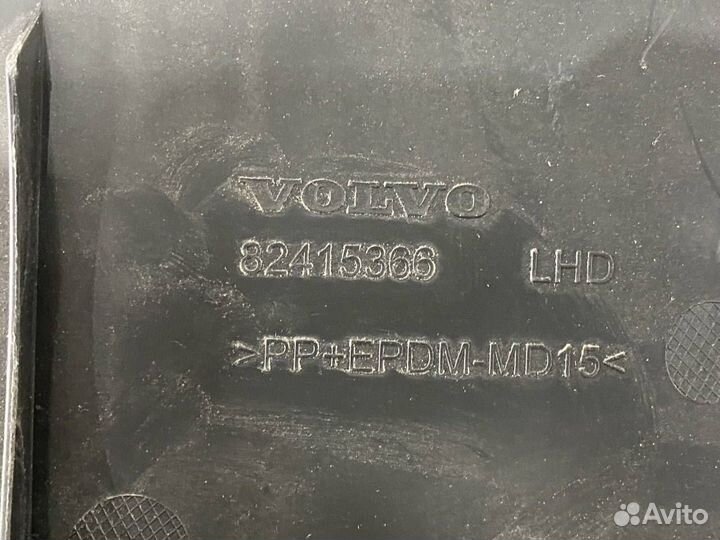 VOLVO
82415366 LHD
>PP+EPDM-MD15<
Avito